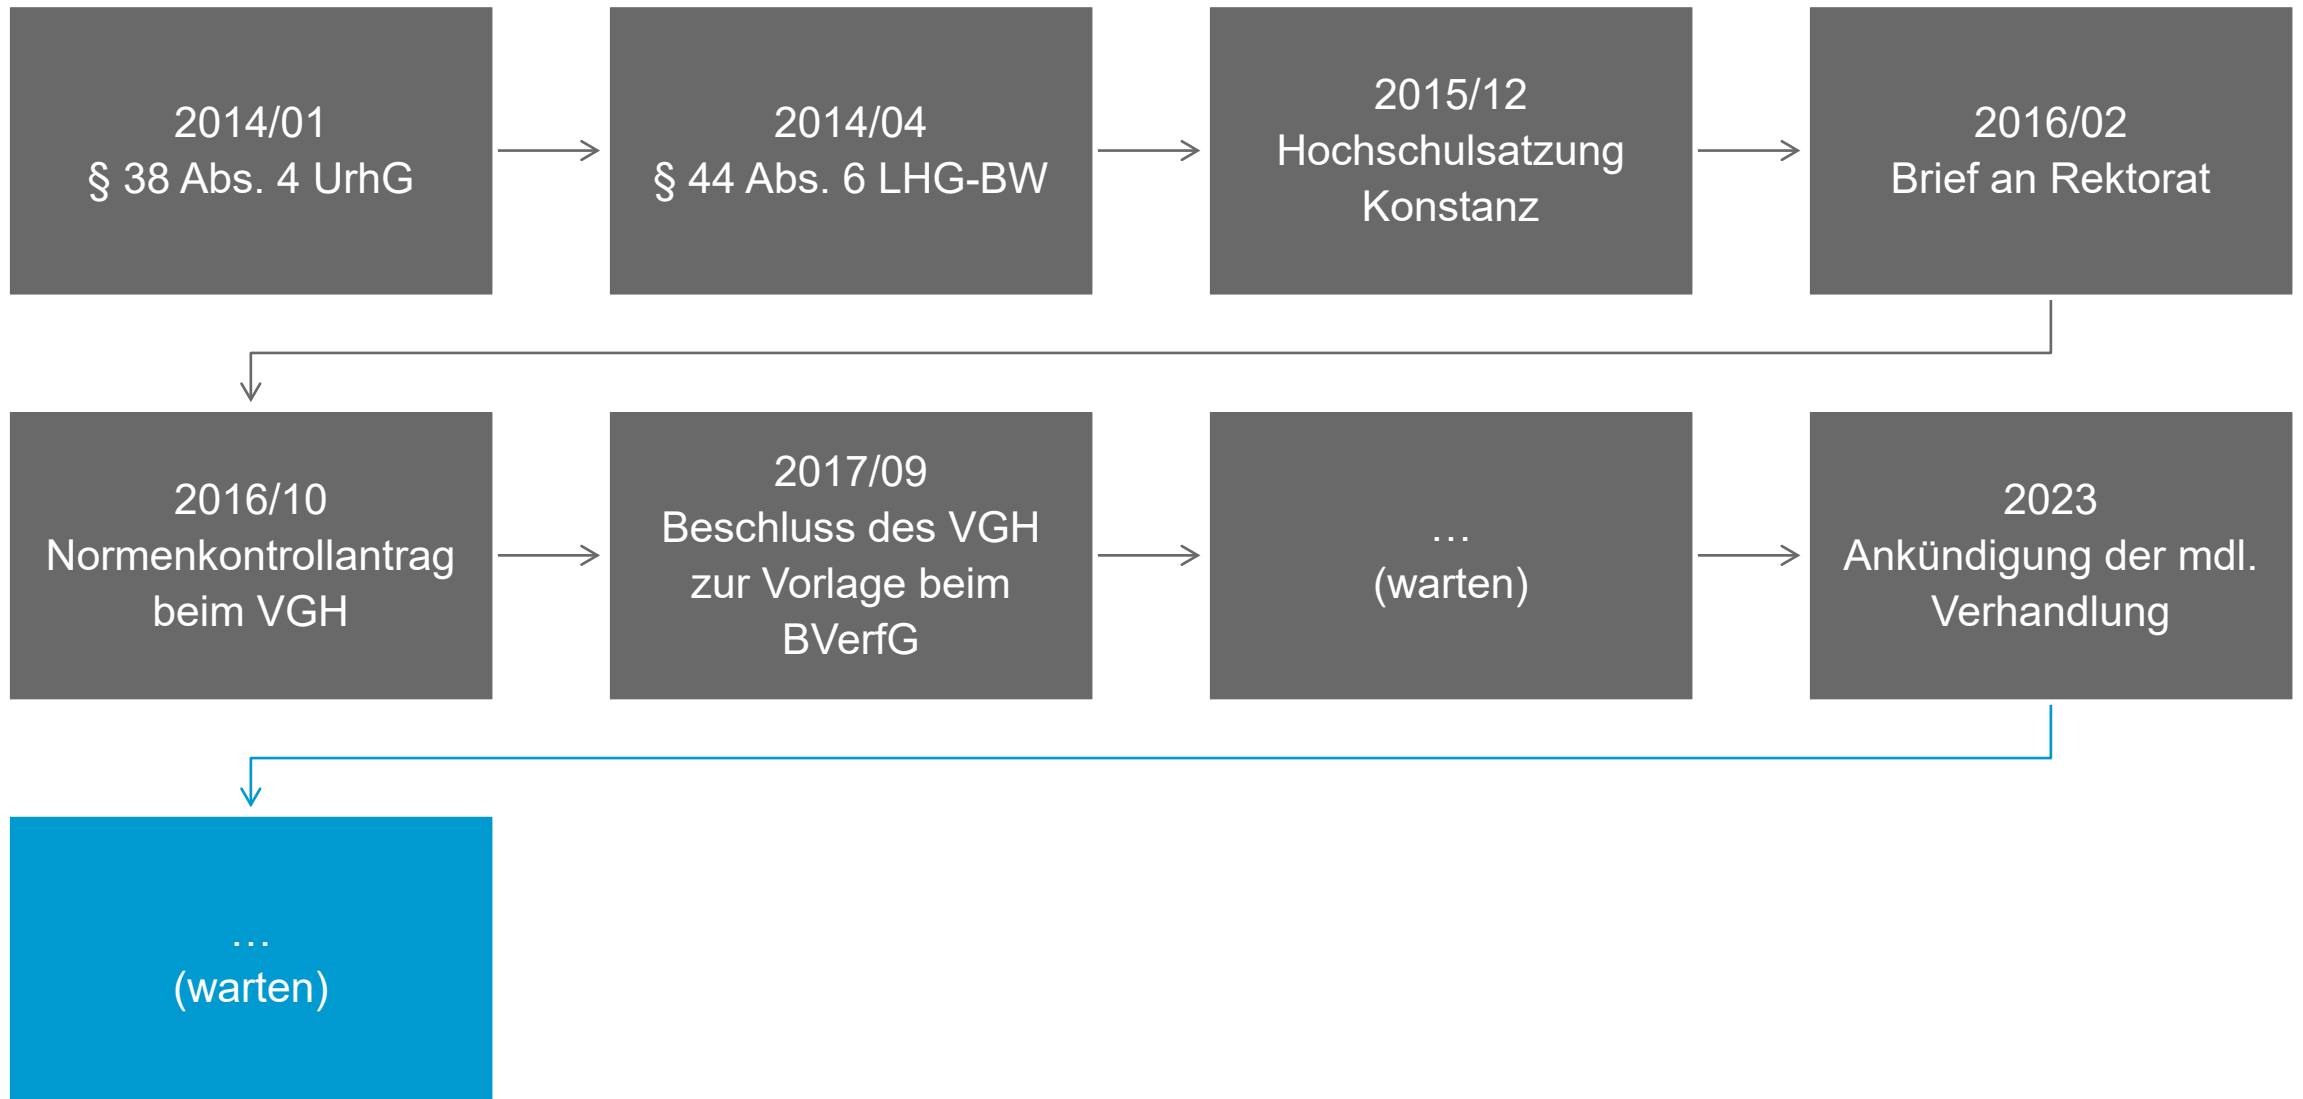 2014/01
§ 38 Abs. 4 UrhG
2014/04
§ 44 Abs. 6 LHG-BW
2015/12
Hochschulsatzung
Konstanz
2016/02
Brief an Rektorat
2016/10
Normenkontrollantrag
beim VGH
2017/09
Beschluss des VGH
zur Vorlage beim
BVerfG
…
(warten)
2023
Ankündigung der mdl.
Verhandlung
…
(warten)